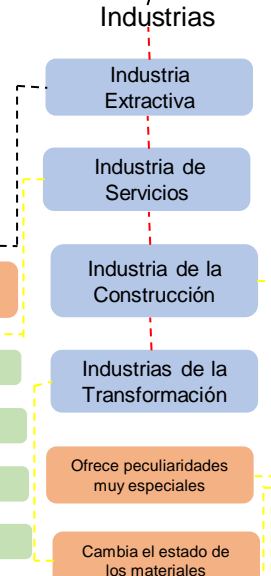 Industrias
Industria
Extractiva
Industria de
Servicios
Industria de la
Construcción
Industrias de la
Transformación
Ofrece peculiaridades
muy especiales
Cambia el estado de
los materiales